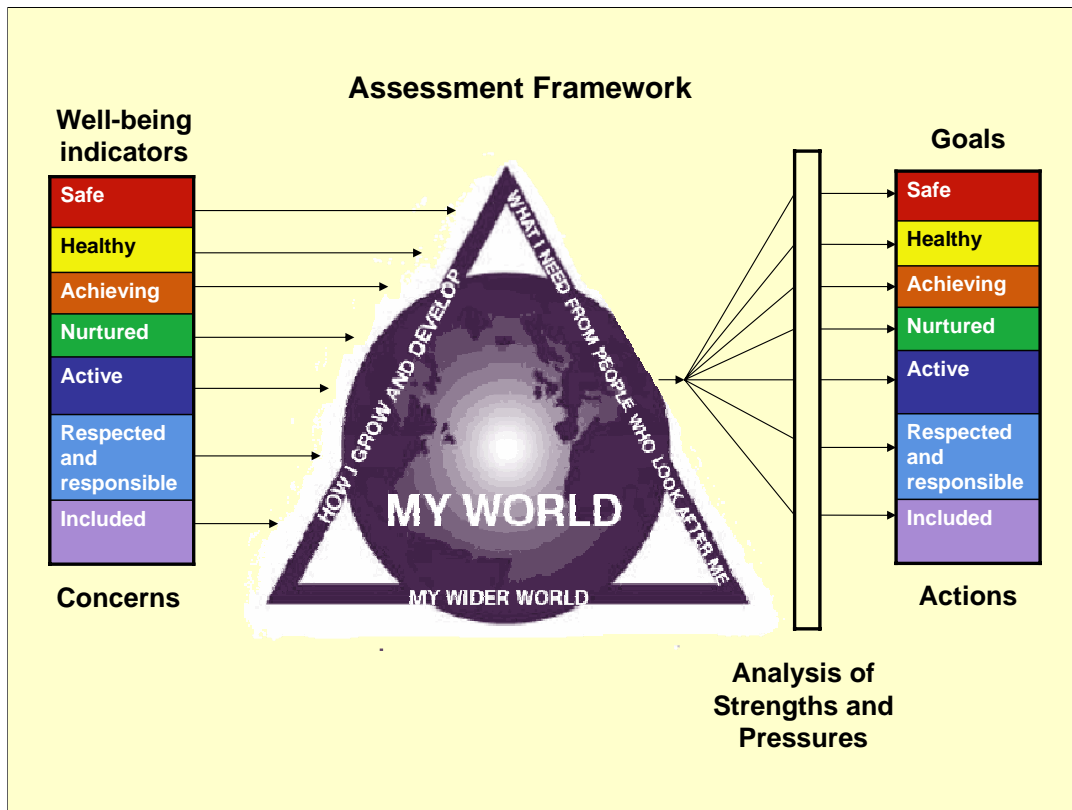 Assessment Framework
Well-being
indicators
Safe
Healthy
Achieving
Nurtured
Active
Respected
and
responsible
Included
Concerns
HOW I GROW AND DEVELOP
WHAT I NEED FROM PEOPLE WHO LOOK AFTER ME
MY WORLD
MY WIDER WORLD
Analysis of
Strengths and
Pressures
Goals
Safe
Healthy
Achieving
Nurtured
Active
Respected
and
responsible
Included
Actions